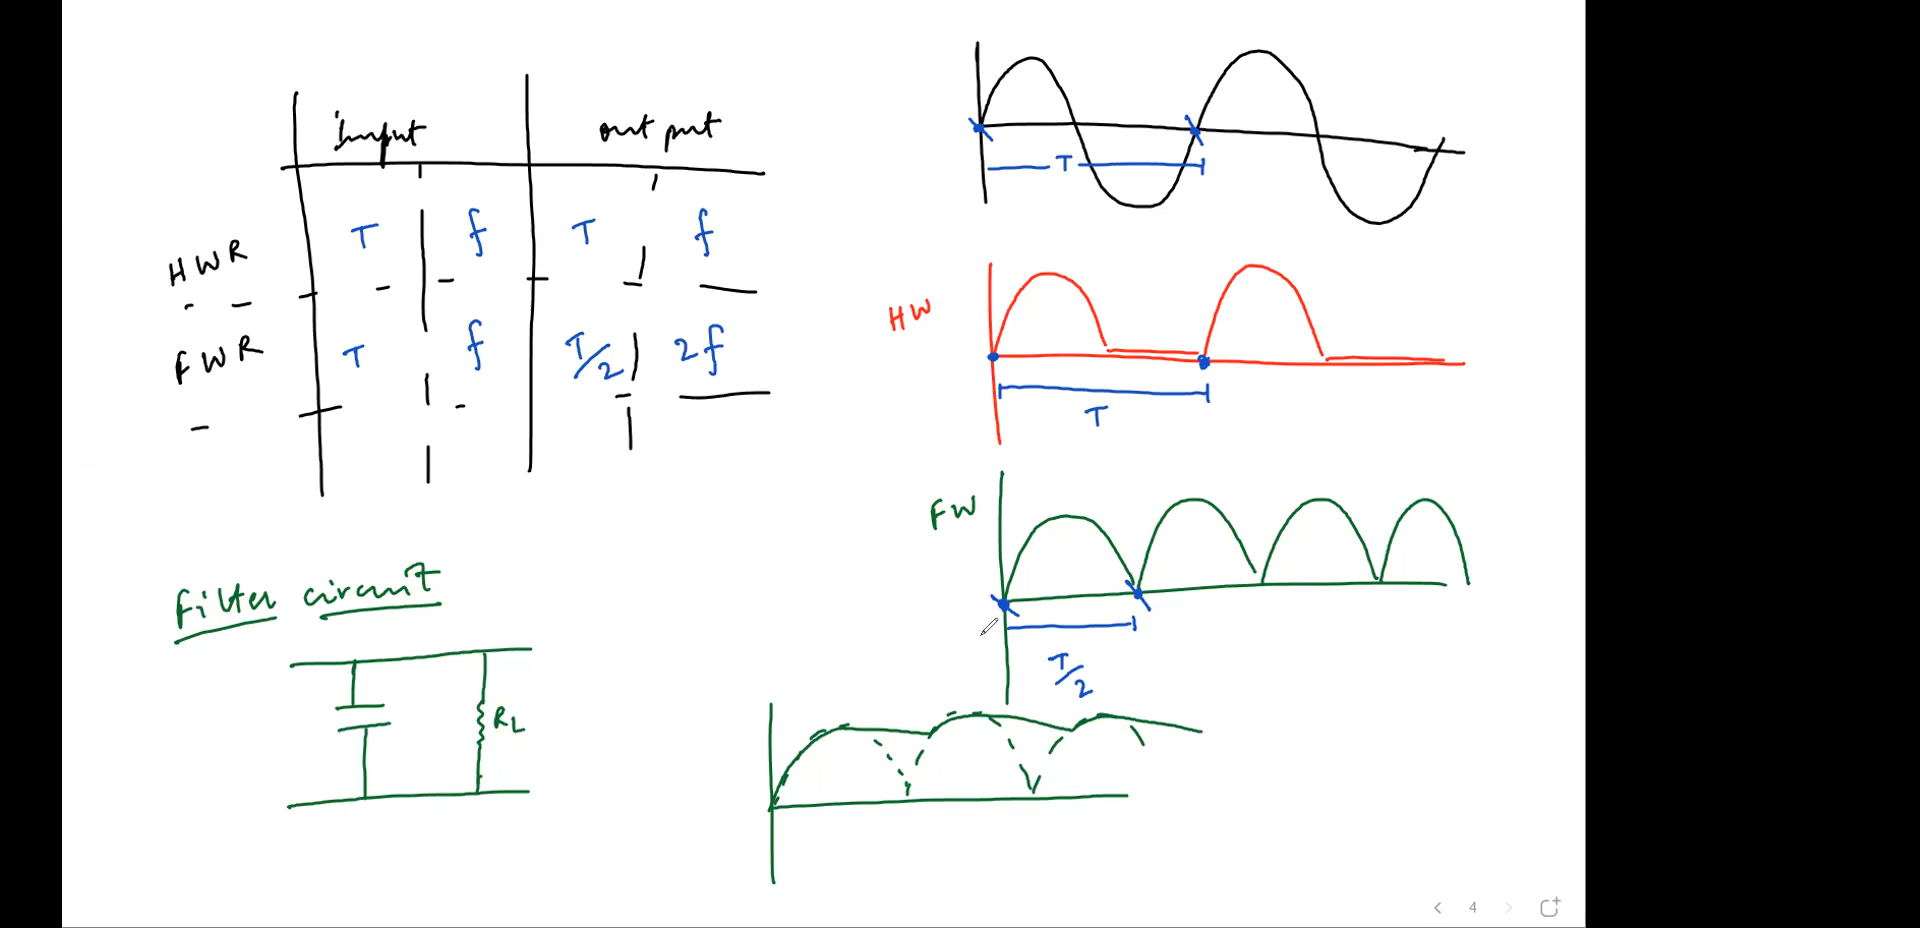 input output
HWR T f T f
FWR T f T/2 2f
T
HW
T
FW
T/2
Filter circuit
RL
4